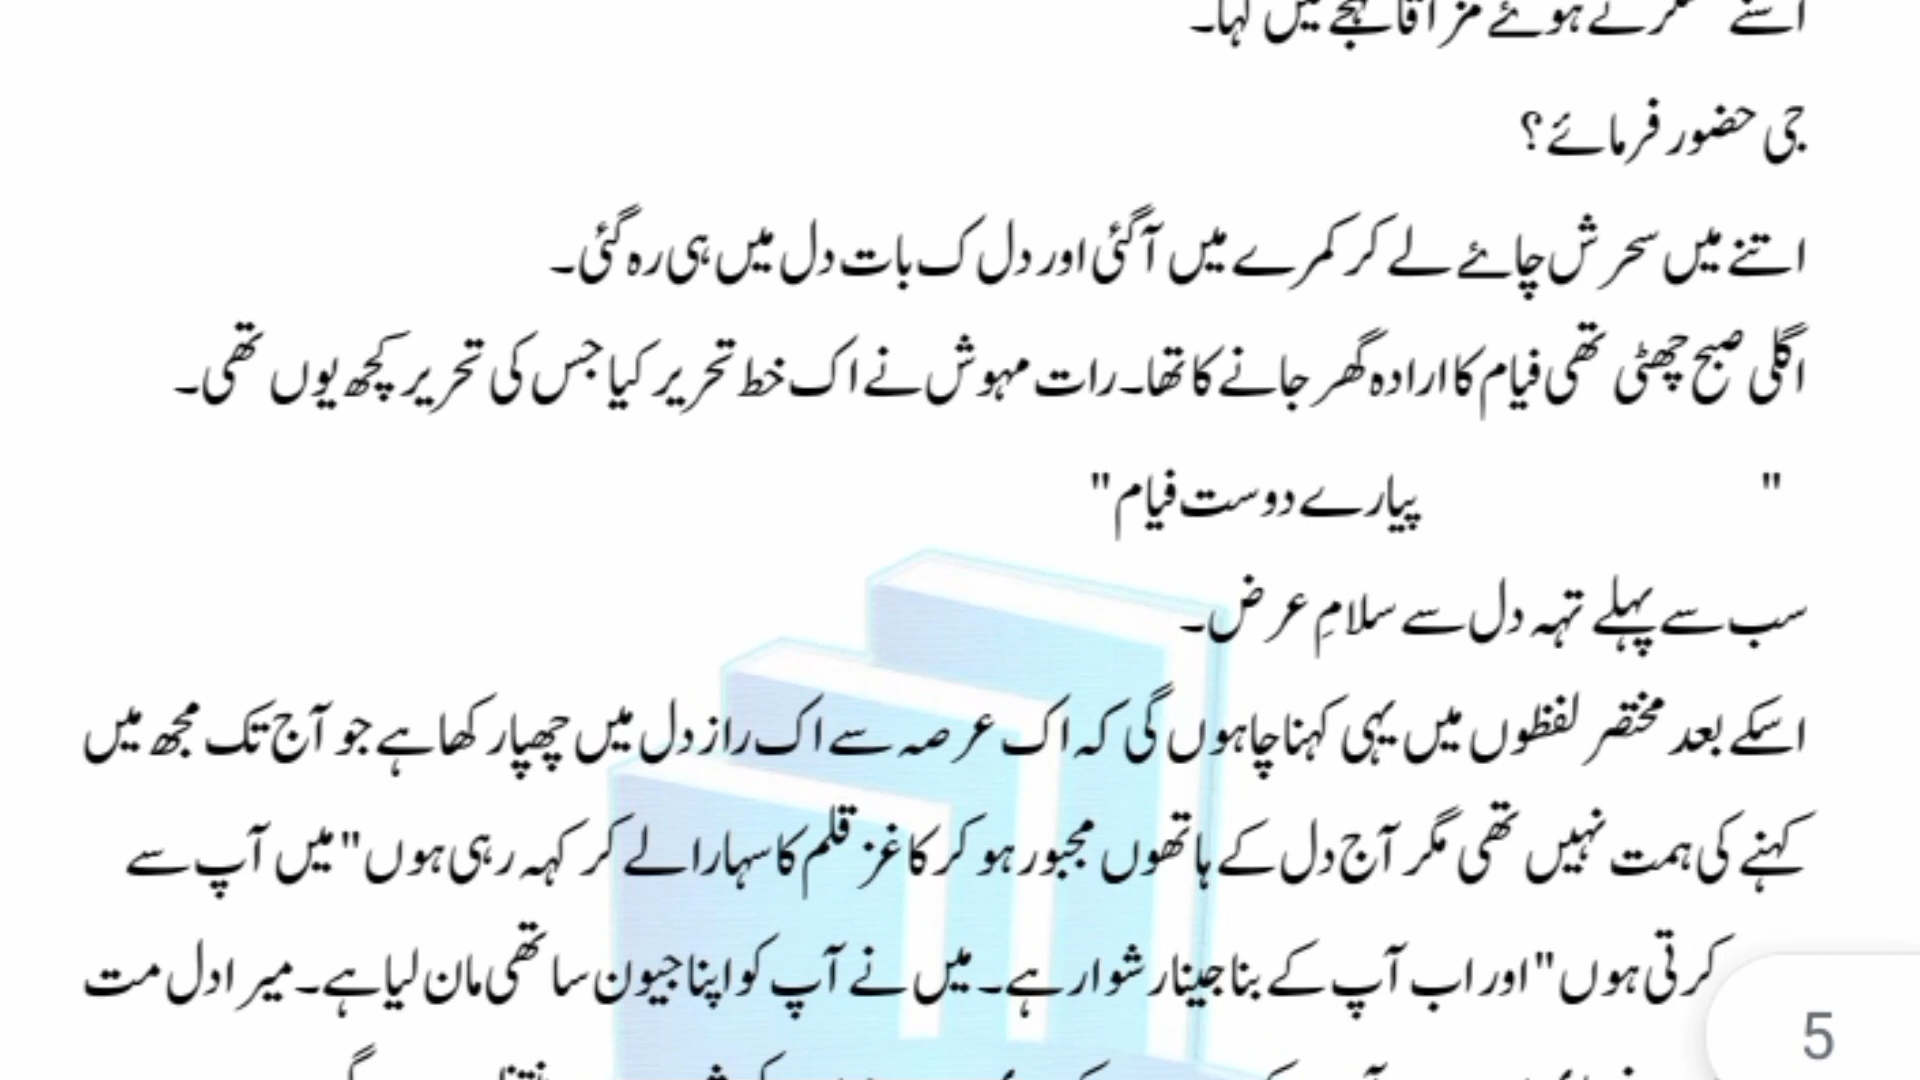 اسنے ہوئے مزاقا لہجے میں کہا۔
جی حضور فرمائے؟
اتنے میں سحرش چائے لے کر کمرے میں آگئی اور دل ک بات دل میں ہی رہ گئی۔
اگلی صبح چھٹی تھی فیام کا ارادہ گھر جانے کا تھا۔ رات مہوش نے اک خط تحریر کیا جس کی تحریر کچھ یوں تھی۔
" پیارے دوست فیام"
سب سے پہلے تہہ دل سے سلامِ عرض۔
اسکے بعد مختصر لفظوں میں یہی کہنا چاہوں گی کہ اک عرصہ سے اک راز دل میں چھپا رکھا ہے جو آج تک مجھ میں
کہنے کی ہمت نہیں تھی مگر آج دل کے ہاتھوں مجبور ہو کر کاغز قلم کا سہارا لے کر کہہ رہی ہوں "میں آپ سے
کرتی ہوں" اور اب آپ کے بنا جینا رشوار ہے۔ میں نے آپ کو اپنا جیون ساتھی مان لیا ہے۔ میرا دل مت
5